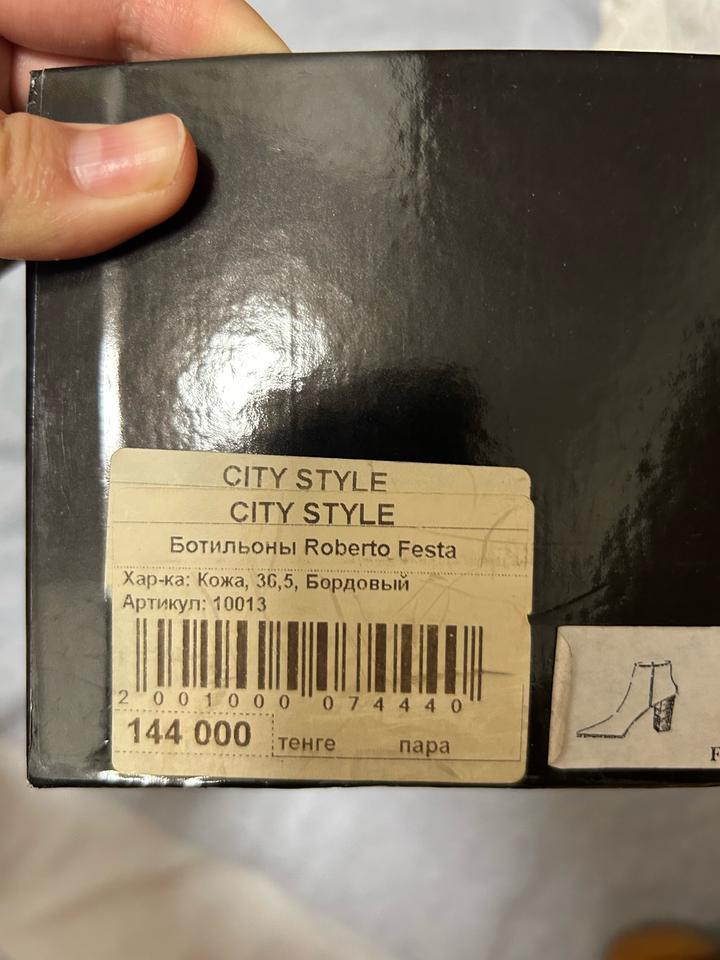 CITY STYLE
CITY STYLE
Ботильоны Roberto Festa
Хар-ка: Кожа, 36,5, Бордовый
Артикул: 10013
2 001000 074440
144 000 тенге пара
F